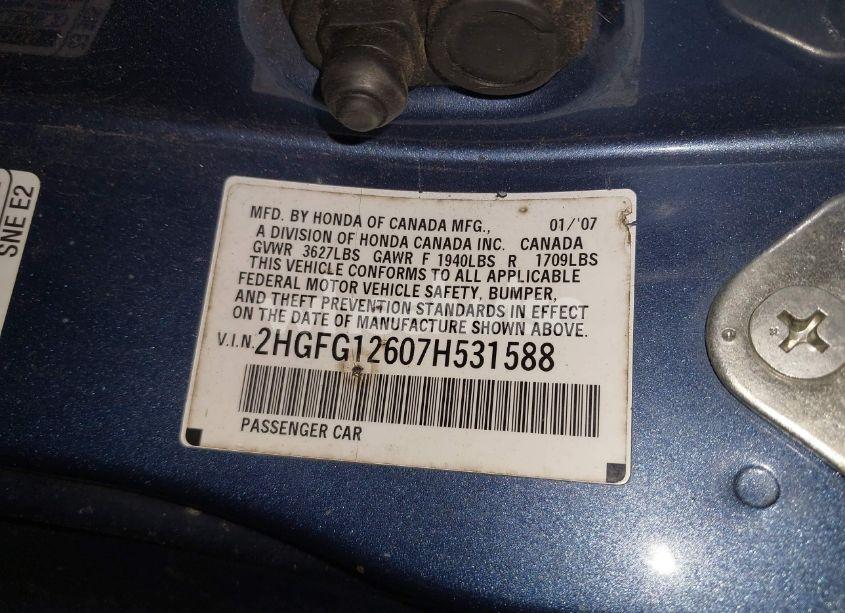 MFD. BY HONDA OF CANADA MFG., 01/'07
A DIVISION OF HONDA CANADA INC. CANADA
GVWR 3627LBS GAWR F 1940LBS R 1709LBS
THIS VEHICLE CONFORMS TO ALL APPLICABLE
FEDERAL MOTOR VEHICLE SAFETY, BUMPER,
AND THEFT PREVENTION STANDARDS IN EFFECT
ON THE DATE OF MANUFACTURE SHOWN ABOVE.
V.I.N. 2HGFG12607H531588
PASSENGER CAR
SNE E2